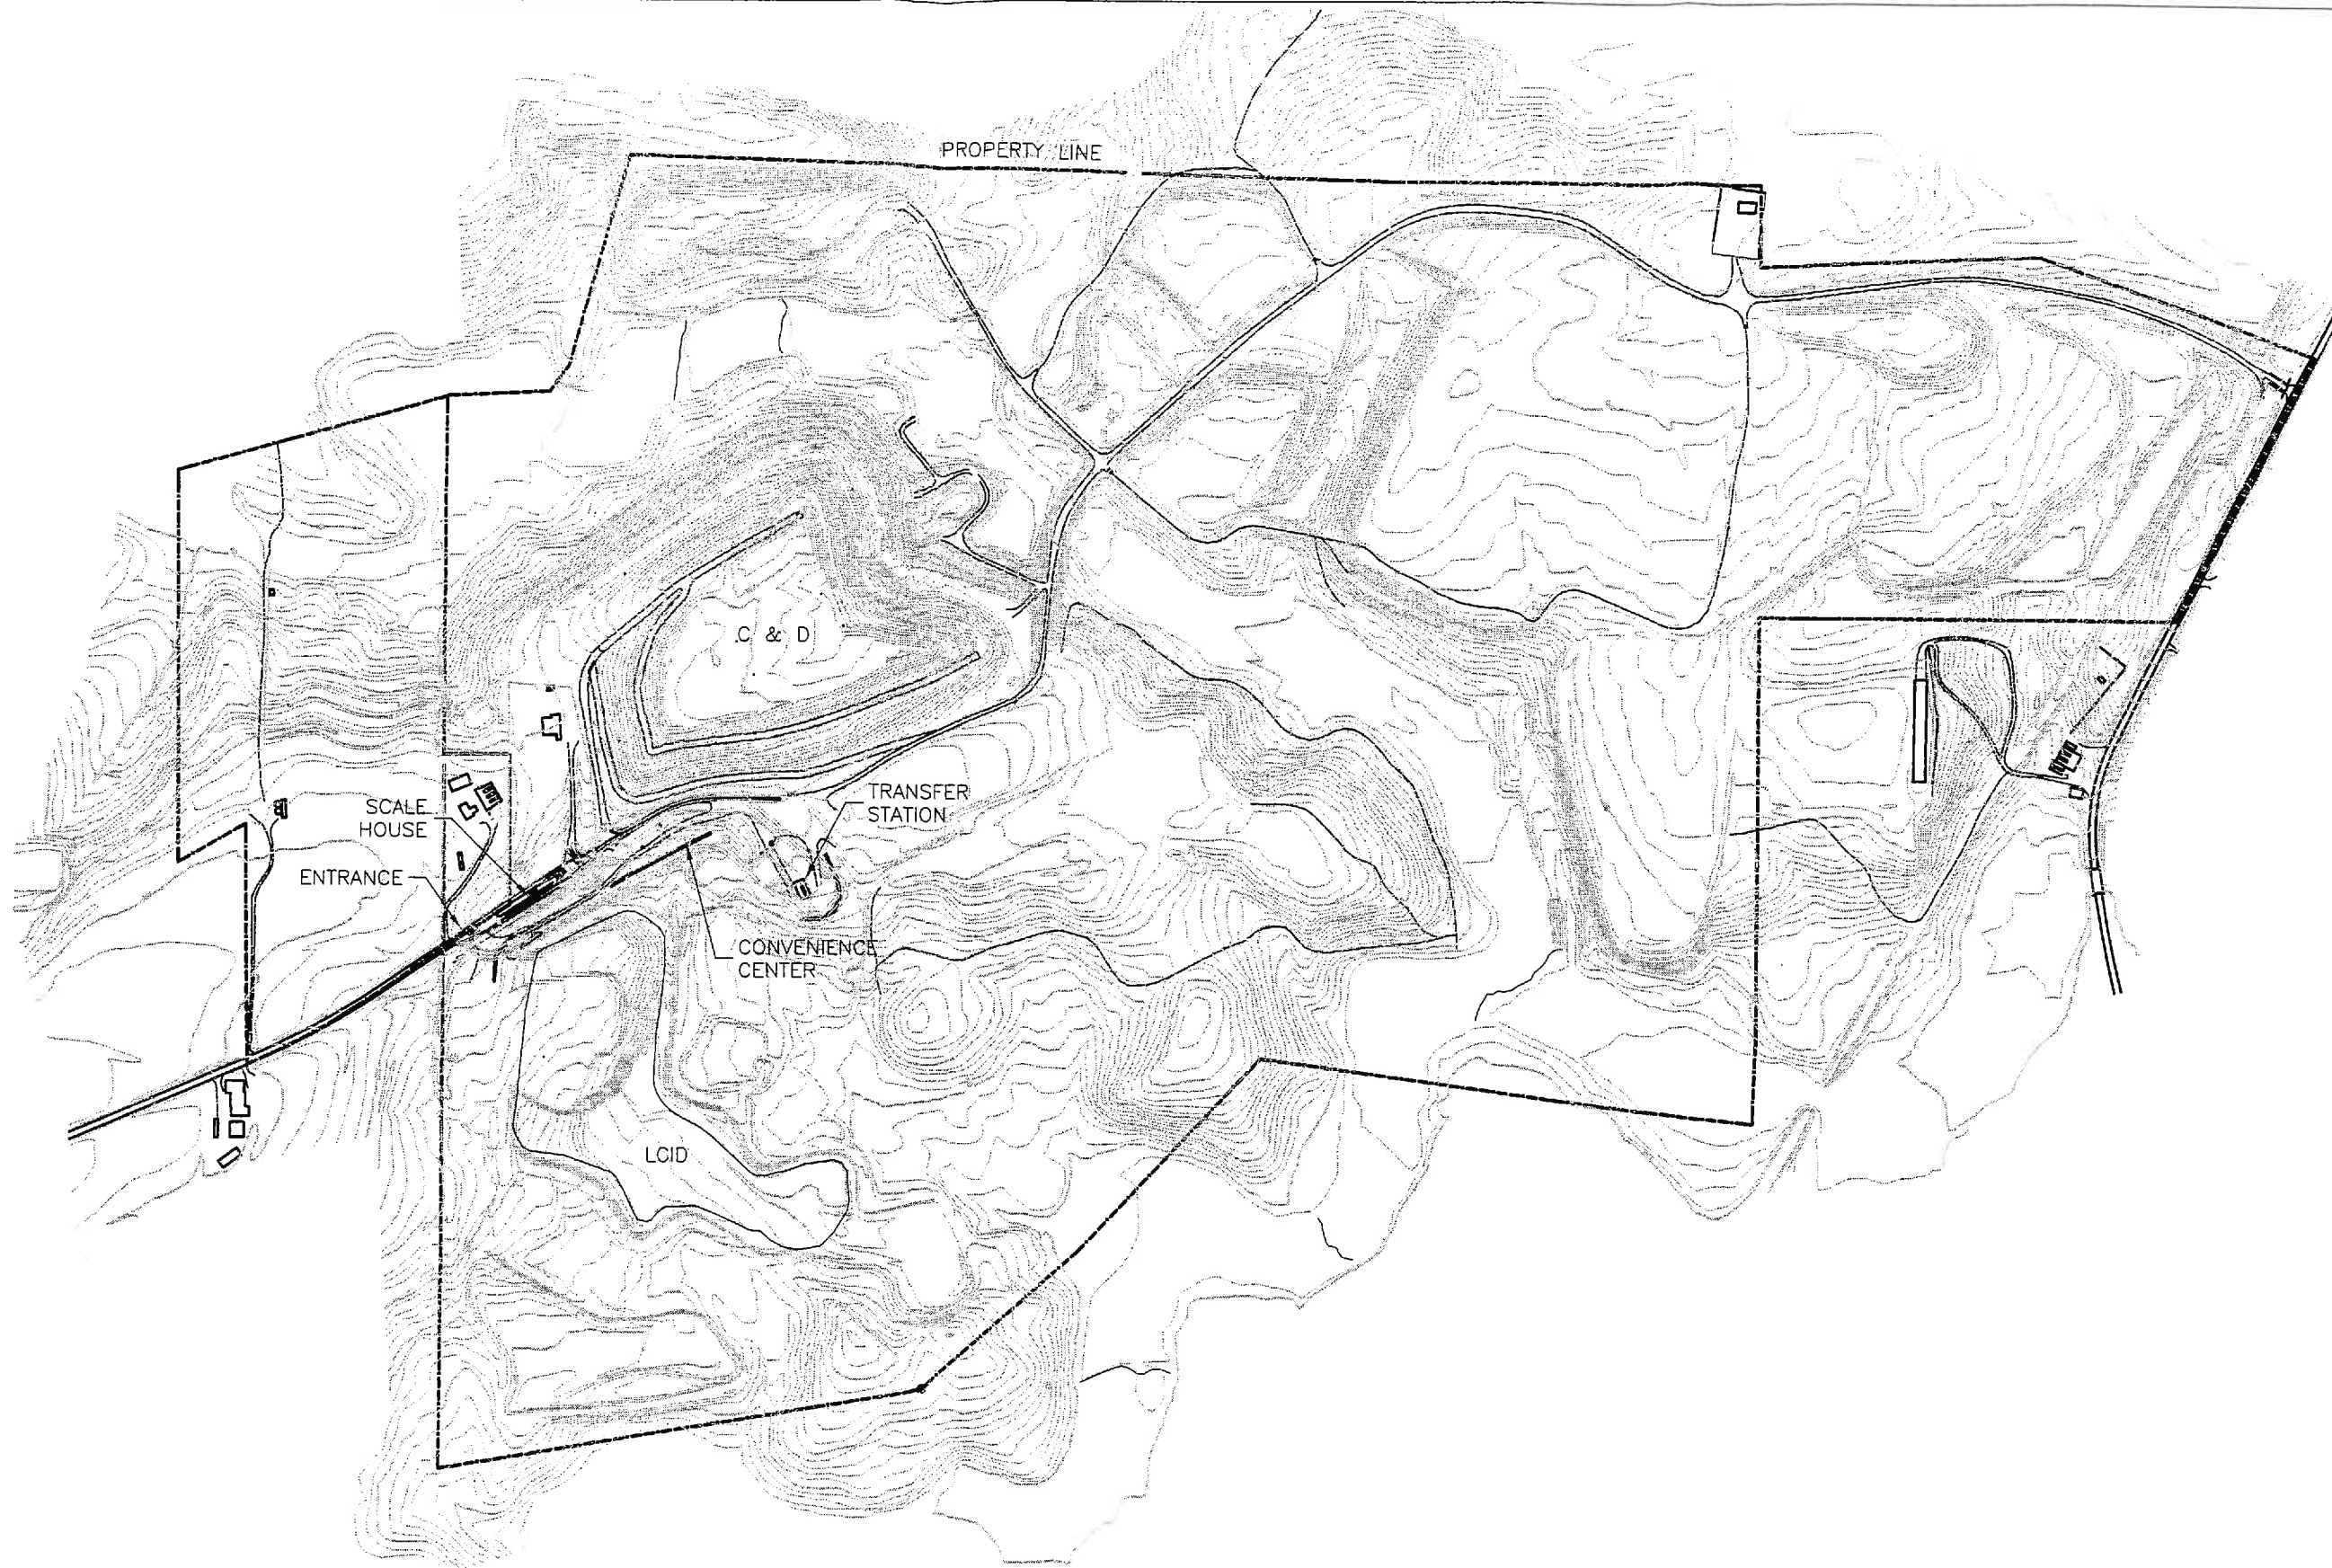 PROPERTY LINE
C & D
TRANSFER
STATION
SCALE
HOUSE
ENTRANCE
CONVENIENCE
CENTER
LCID